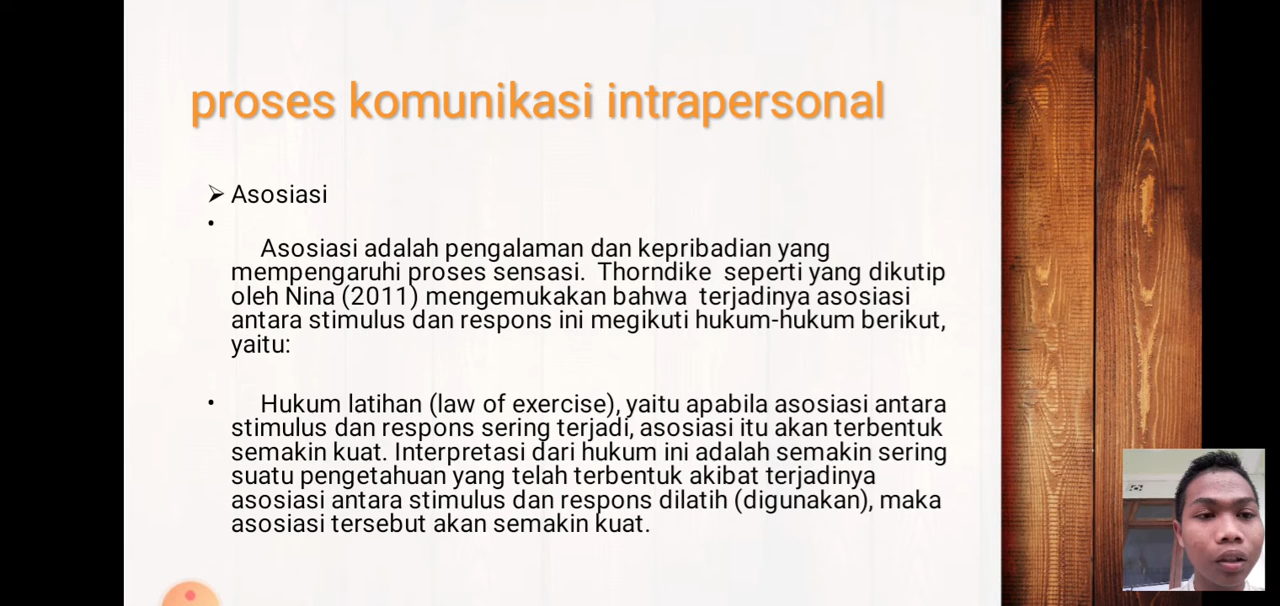 proses komunikasi intrapersonal
➢ Asosiasi
•
Asosiasi adalah pengalaman dan kepribadian yang
mempengaruhi proses sensasi. Thorndike seperti yang dikutip
oleh Nina (2011) mengemukakan bahwa terjadinya asosiasi
antara stimulus dan respons ini megikuti hukum-hukum berikut,
yaitu:
• Hukum latihan (law of exercise), yaitu apabila asosiasi antara
stimulus dan respons sering terjadi, asosiasi itu akan terbentuk
semakin kuat. Interpretasi dari hukum ini adalah semakin sering
suatu pengetahuan yang telah terbentuk akibat terjadinya
asosiasi antara stimulus dan respons dilatih (digunakan), maka
asosiasi tersebut akan semakin kuat.